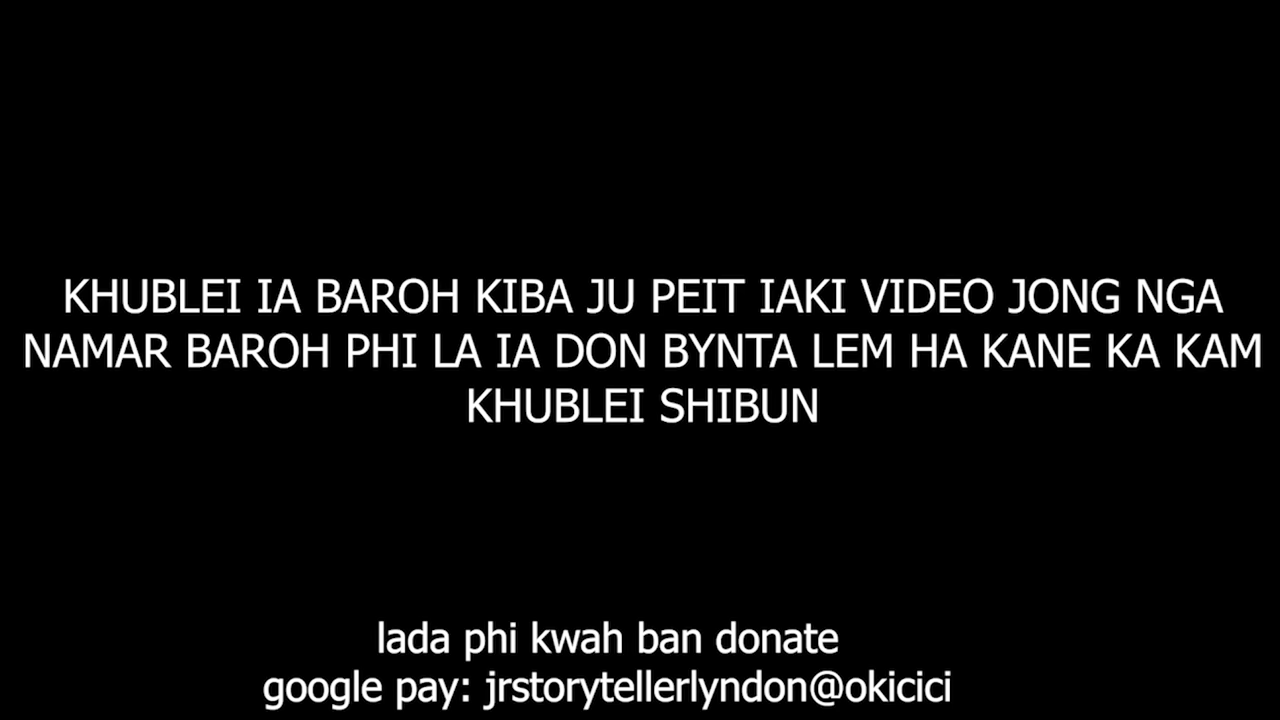 KHUBLEI IA BAROH KIBA JU PEIT IAKI VIDEO JONG NGA
NAMAR BAROH PHI LA IA DON BYNTA LEM HA KANE KA KAM
KHUBLEI SHIBUN
lada phi kwah ban donate
google pay: jrstorytellerlyndon@okicici